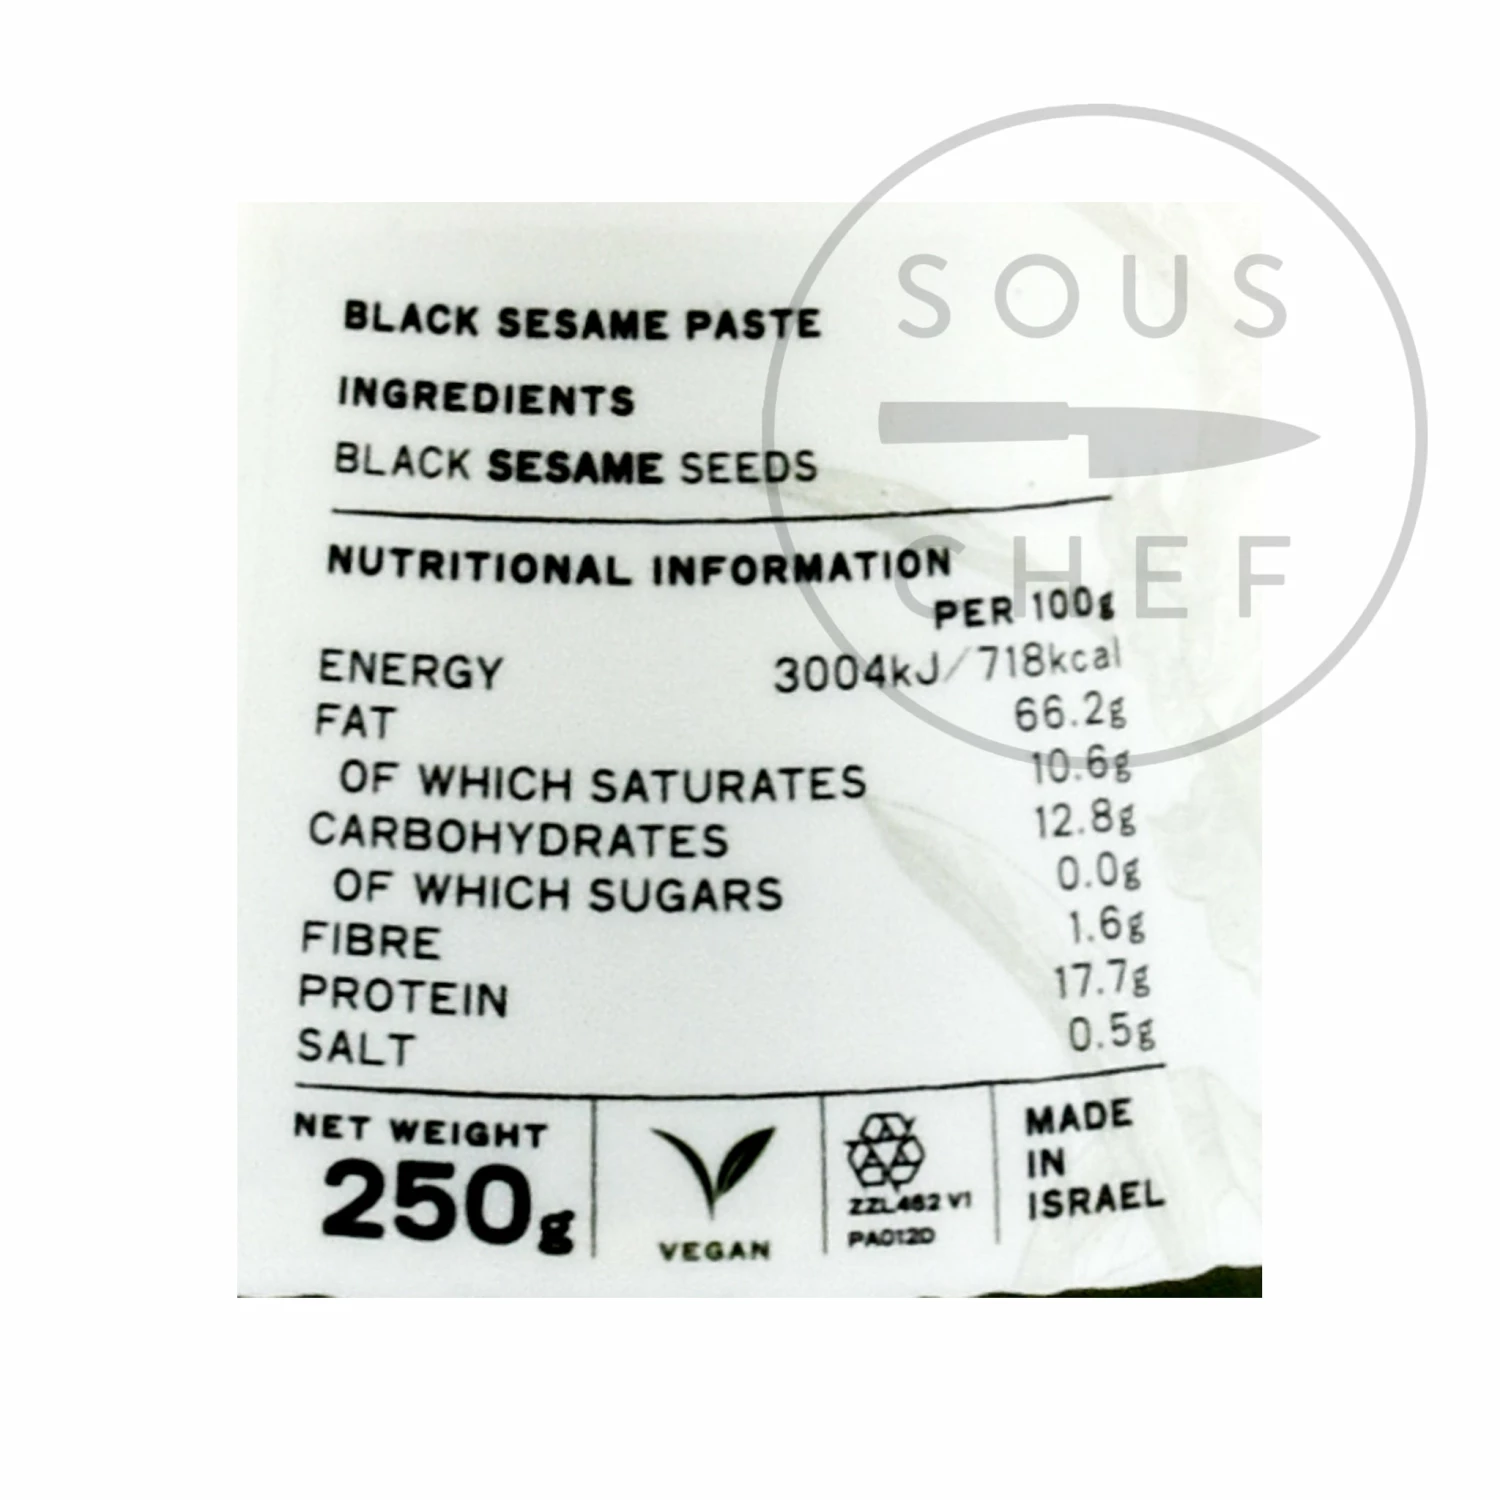 SOUS
CHEF
BLACK SESAME PASTE
INGREDIENTS
BLACK SESAME SEEDS
NUTRITIONAL INFORMATION
PER 100g
ENERGY 3004kJ/718kcal
FAT 66.2g
OF WHICH SATURATES 10.6g
CARBOHYDRATES 12.8g
OF WHICH SUGARS 0.0g
FIBRE 1.6g
PROTEIN 17.7g
SALT 0.5g
NET WEIGHT
250g
VEGAN
ZZL462 V1
PA012D
MADE
IN
ISRAEL